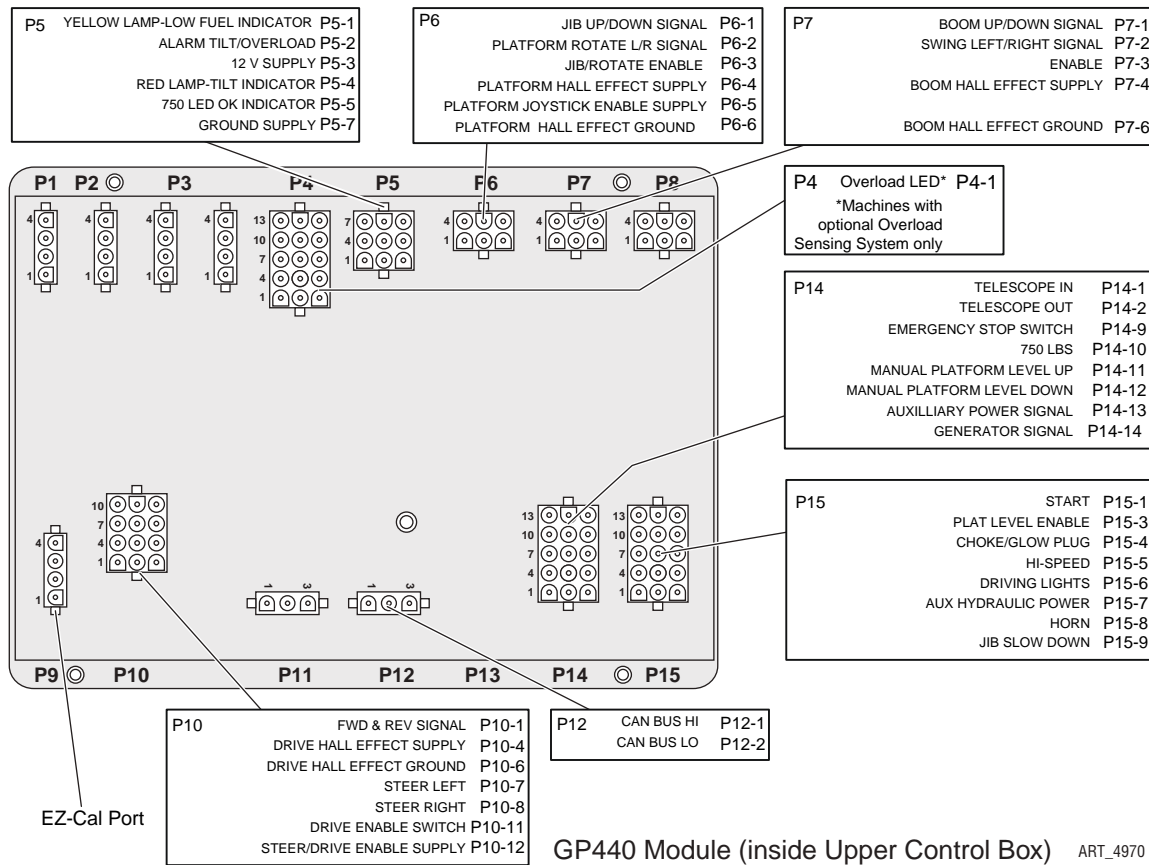 P5 YELLOW LAMP-LOW FUEL INDICATOR P5-1
ALARM TILT/OVERLOAD P5-2
12 V SUPPLY P5-3
RED LAMP-TILT INDICATOR P5-4
750 LED OK INDICATOR P5-5
GROUND SUPPLY P5-7
P6 JIB UP/DOWN SIGNAL P6-1
PLATFORM ROTATE L/R SIGNAL P6-2
JIB/ROTATE ENABLE P6-3
PLATFORM HALL EFFECT SUPPLY P6-4
PLATFORM JOYSTICK ENABLE SUPPLY P6-5
PLATFORM HALL EFFECT GROUND P6-6
P7 BOOM UP/DOWN SIGNAL P7-1
SWING LEFT/RIGHT SIGNAL P7-2
ENABLE P7-3
BOOM HALL EFFECT SUPPLY P7-4
BOOM HALL EFFECT GROUND P7-6
P1 P2 P3 P4 P5 P6 P7 P8
4 4 4 4 13 7 4 4 4
10 4 1 1 1
7 1
1 1 1 1 4
1
P4 Overload LED* P4-1
*Machines with
optional Overload
Sensing System only
P14 TELESCOPE IN P14-1
TELESCOPE OUT P14-2
EMERGENCY STOP SWITCH P14-9
750 LBS P14-10
MANUAL PLATFORM LEVEL UP P14-11
MANUAL PLATFORM LEVEL DOWN P14-12
AUXILLIARY POWER SIGNAL P14-13
GENERATOR SIGNAL P14-14
P15 START P15-1
PLAT LEVEL ENABLE P15-3
CHOKE/GLOW PLUG P15-4
HI-SPEED P15-5
DRIVING LIGHTS P15-6
AUX HYDRAULIC POWER P15-7
HORN P15-8
JIB SLOW DOWN P15-9
10 13 13
7 10 10
4 4 7 7
1 4 4
1 1 3 1 3 1 1
P9 P10 P11 P12 P13 P14 P15
P10 FWD & REV SIGNAL P10-1
DRIVE HALL EFFECT SUPPLY P10-4
DRIVE HALL EFFECT GROUND P10-6
STEER LEFT P10-7
STEER RIGHT P10-8
DRIVE ENABLE SWITCH P10-11
STEER/DRIVE ENABLE SUPPLY P10-12
P12 CAN BUS HI P12-1
CAN BUS LO P12-2
EZ-Cal Port
GP440 Module (inside Upper Control Box) ART_4970